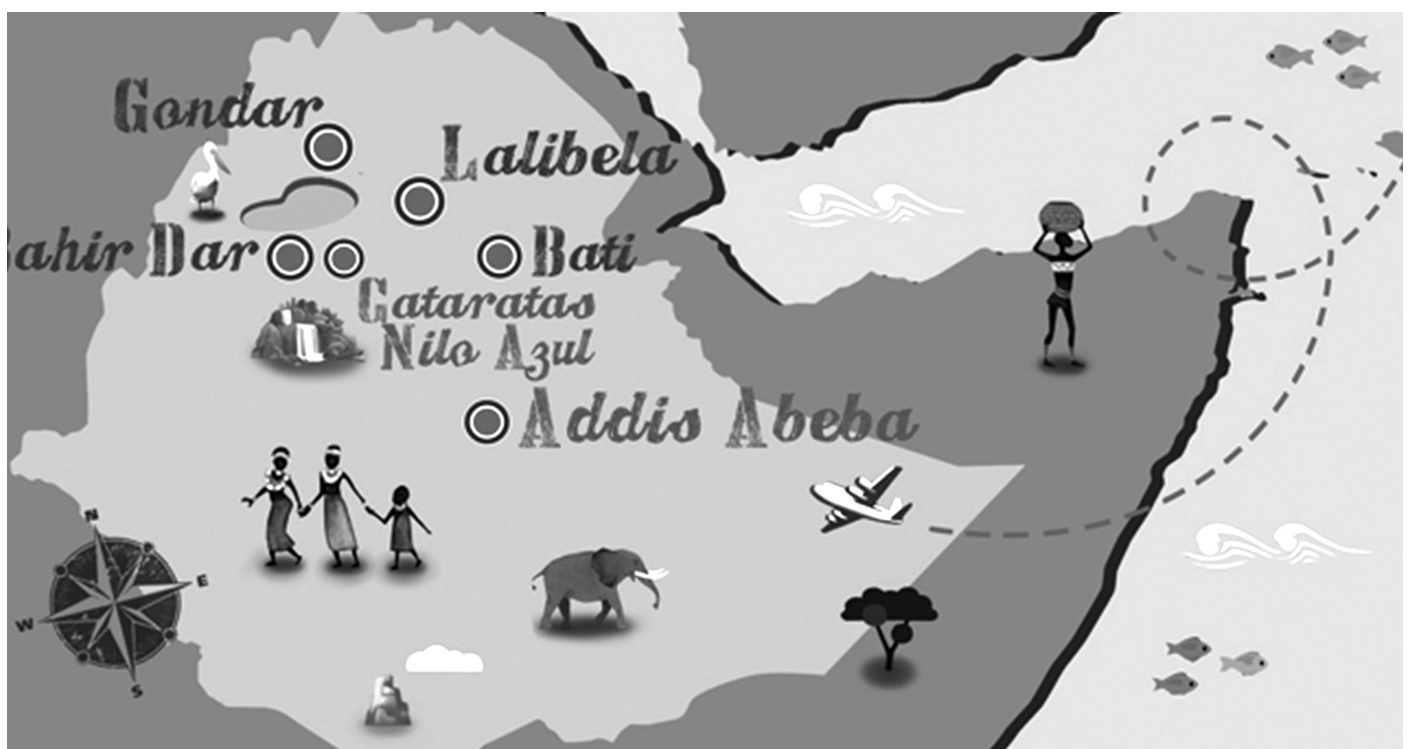 Gondar
Lalibela
Bahir Dar
Bati
Cataratas
Nilo Azul
Addis Abeba
N
E
W
S